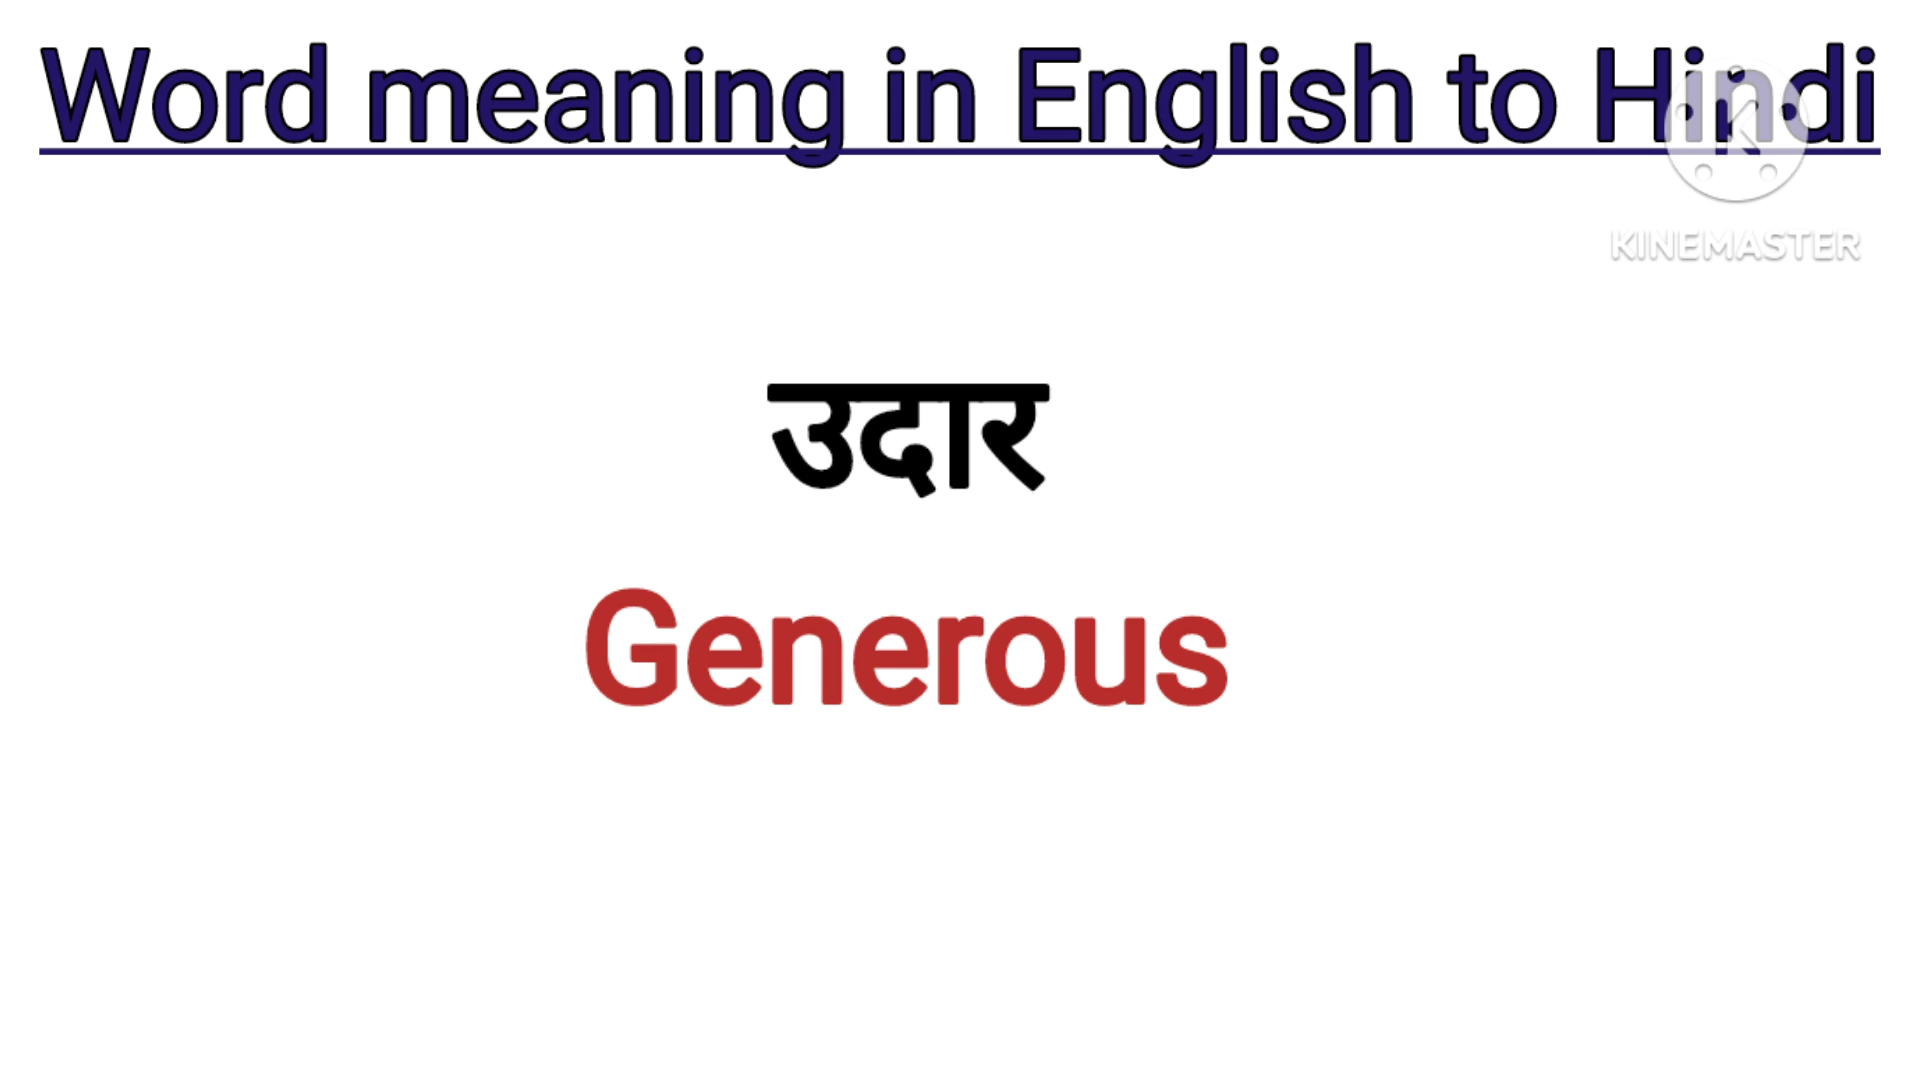 Word meaning in English to Hindi
KINEMASTER
उदार
Generous